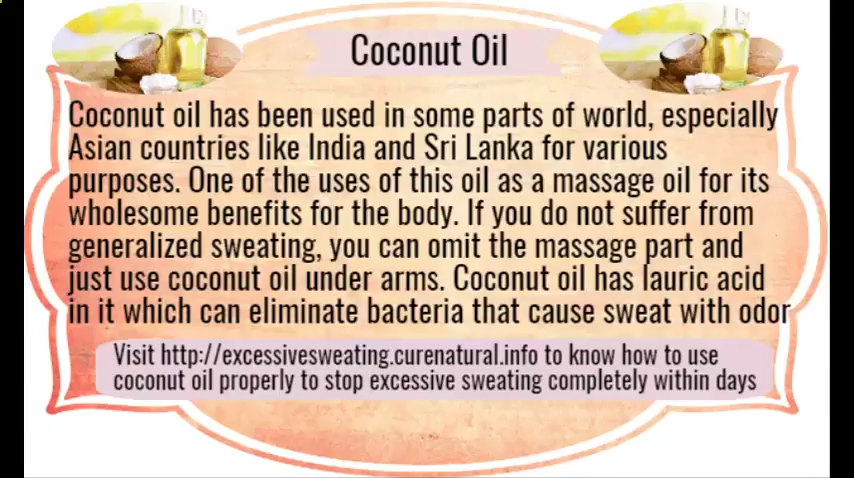 Coconut Oil
Coconut oil has been used in some parts of world, especially
Asian countries like India and Sri Lanka for various
purposes. One of the uses of this oil as a massage oil for its
wholesome benefits for the body. If you do not suffer from
generalized sweating, you can omit the massage part and
just use coconut oil under arms. Coconut oil has lauric acid
in it which can eliminate bacteria that cause sweat with odor
Visit http://excessivesweating.curenatural.info to know how to use
coconut oil properly to stop excessive sweating completely within days